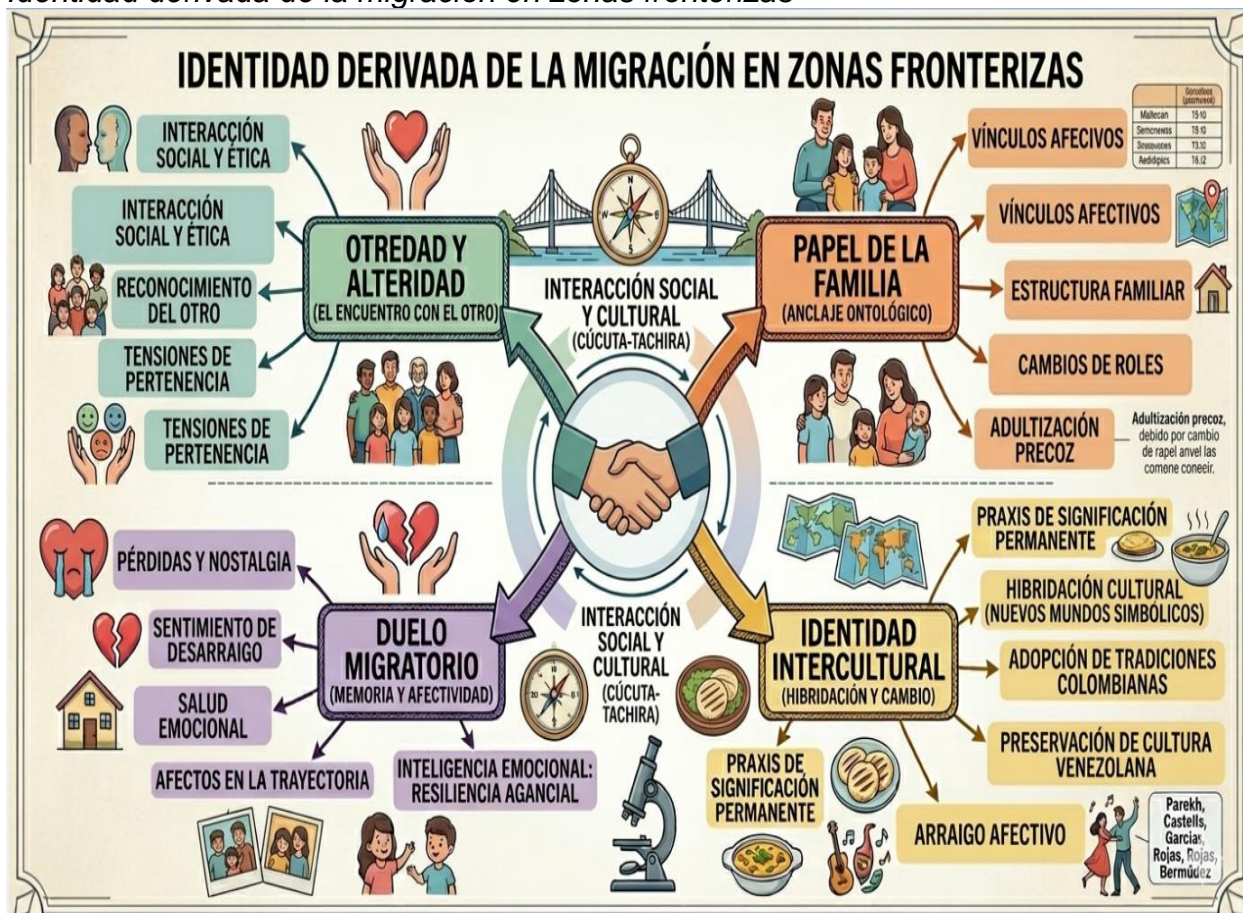 Identidad derivada de la migración en zonas fronterizas
IDENTIDAD DERIVADA DE LA MIGRACIÓN EN ZONAS FRONTERIZAS
INTERACCIÓN
SOCIAL Y ÉTICA
INTERACCIÓN
SOCIAL Y ÉTICA
RECONOCIMIENTO
DEL OTRO
TENSIONES DE
PERTENENCIA
TENSIONES DE
PERTENENCIA
OTREDAD Y
ALTERIDAD
(EL ENCUENTRO CON EL OTRO)
INTERACCIÓN SOCIAL
Y CULTURAL
(CÚCUTA-TACHIRA)
PAPEL DE LA
FAMILIA
(ANCLAJE ONTOLÓGICO)
VÍNCULOS AFECIVOS
VÍNCULOS AFECTIVOS
ESTRUCTURA FAMILIAR
CAMBIOS DE ROLES
ADULTIZACIÓN
PRECOZ
Adultización precoz,
debido por cambio
de rapel anvel las
comene coneeir.
PÉRDIDAS Y NOSTALGIA
SENTIMIENTO DE
DESARRAIGO
SALUD
EMOCIONAL
AFECTOS EN LA TRAYECTORIA
INTELIGENCIA EMOCIONAL:
RESILIENCIA AGANCIAL
DUELO
MIGRATORIO
(MEMORIA Y AFECTIVIDAD)
INTERACCIÓN
SOCIAL Y
CULTURAL
(CÚCUTA-
TACHIRA)
IDENTIDAD
INTERCULTURAL
(HIBRIDACIÓN Y CAMBIO)
PRAXIS DE SIGNIFICACIÓN
PERMANENTE
HIBRIDACIÓN CULTURAL
(NUEVOS MUNDOS SIMBÓLICOS)
ADOPCIÓN DE TRADICIONES
COLOMBIANAS
PRESERVACIÓN DE CULTURA
VENEZOLANA
PRAXIS DE
SIGNIFICACIÓN
PERMANENTE
ARRAIGO AFECTIVO
Parekh,
Castells,
Garcias,
Rojas, Rojas,
Bermúdez